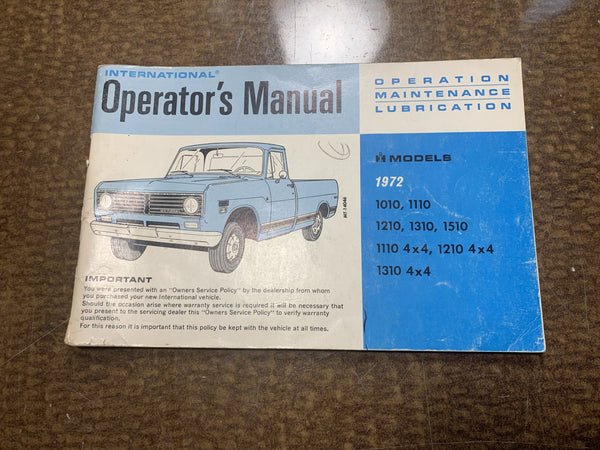 INTERNATIONAL®
Operator's Manual
OPERATION
MAINTENANCE
LUBRICATION
IH MODELS
1972
1010, 1110
1210, 1310, 1510
1110 4x4, 1210 4x4
1310 4x4
MT-14046
IMPORTANT
You were presented with an "Owners Service Policy" by the dealership from whom
you purchased your new International vehicle.
Should the occasion arise where warranty service is required it will be necessary that
you present to the servicing dealer this "Owners Service Policy" to verify warranty
qualification.
For this reason it is important that this policy be kept with the vehicle at all times.